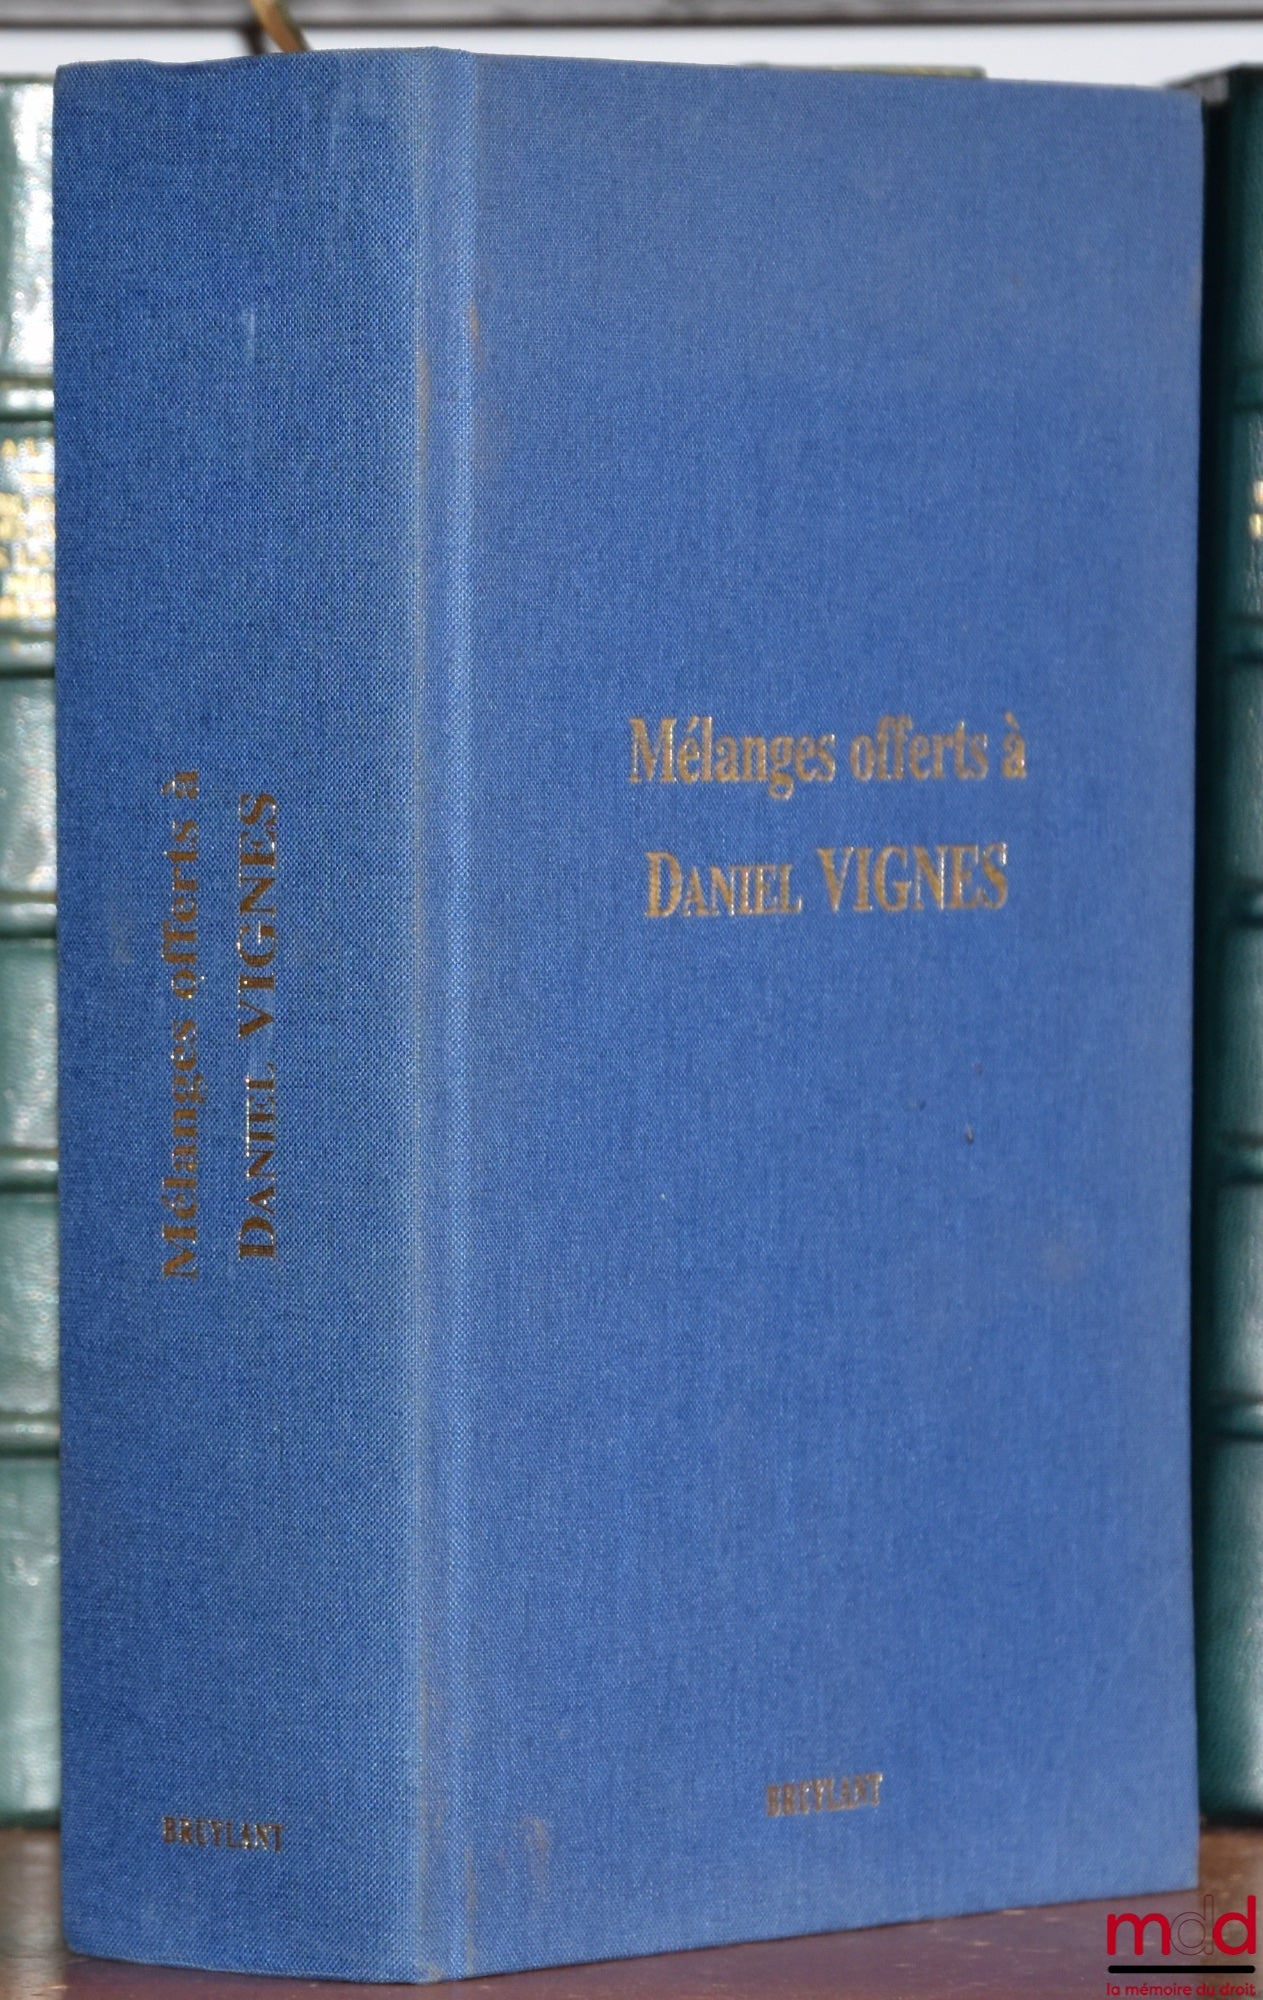 Mélanges offerts à
DANIEL VIGNES
BRUYLANT
Mélanges offerts à
DANIEL VIGNES
BRUYLANT
mdd
la mémoire du droit